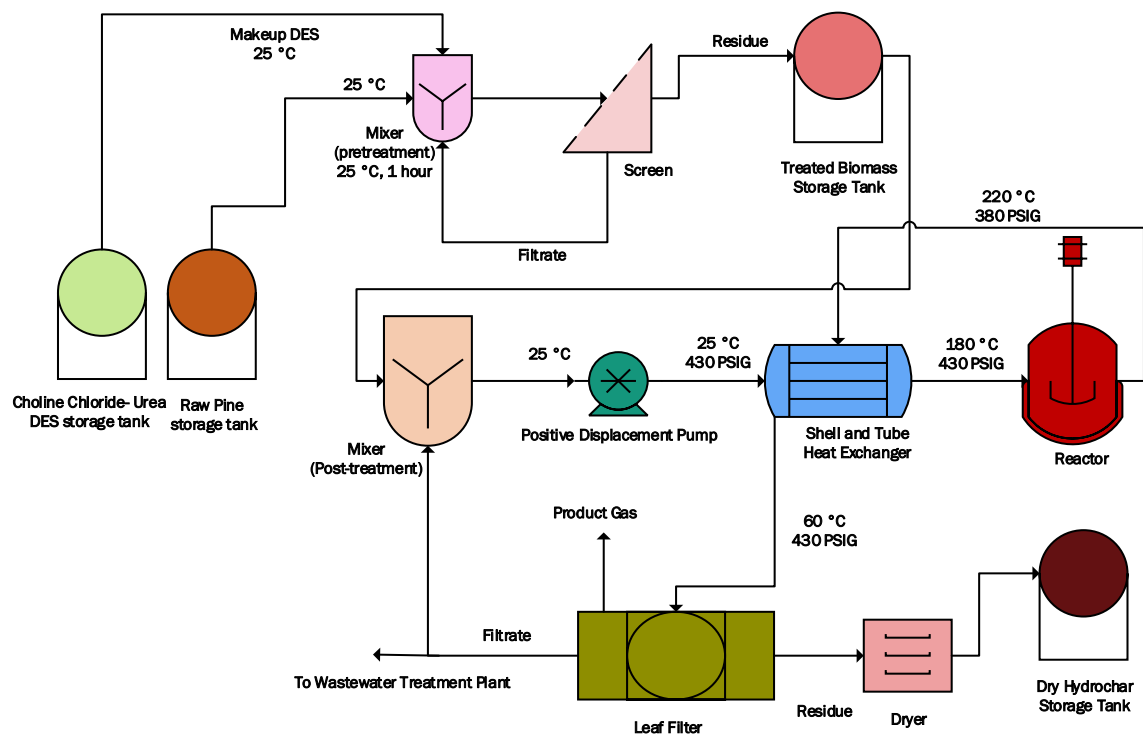 Makeup DES
25 °C
25 °C
Mixer
(pretreatment)
25 °C, 1 hour
Screen
Residue
Filtrate
Treated Biomass
Storage Tank
220 °C
380 PSIG
Choline Chloride- Urea
DES storage tank
Raw Pine
storage tank
Mixer
(Post-treatment)
25 °C
Positive Displacement Pump
25 °C
430 PSIG
Shell and Tube
Heat Exchanger
180 °C
430 PSIG
Reactor
60 °C
430 PSIG
Product Gas
Filtrate
To Wastewater Treatment Plant
Leaf Filter
Residue
Dryer
Dry Hydrochar
Storage Tank